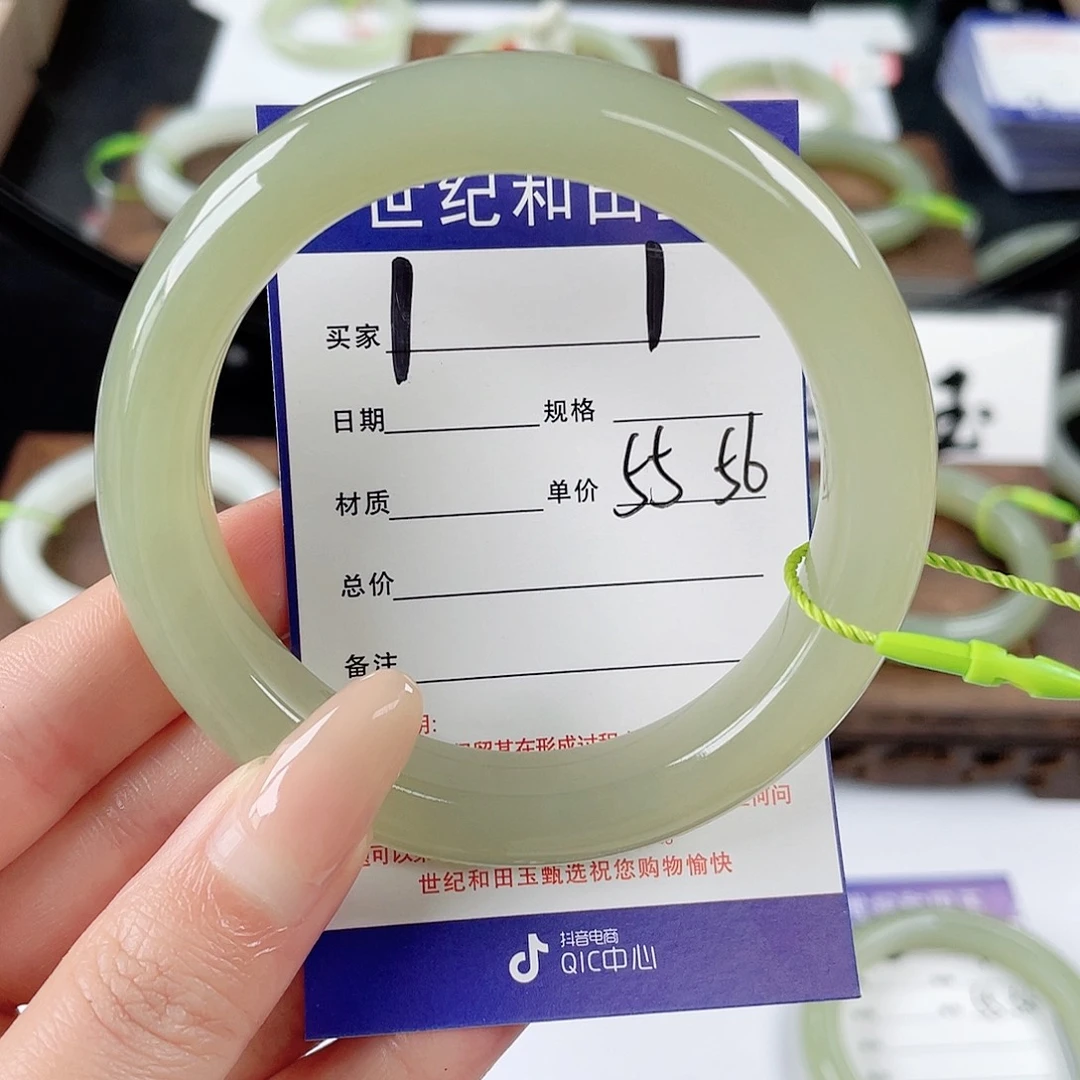 世纪和田
买家
日期 规格
材质 单价 55 56
总价
备注
世纪和田玉甄选祝您购物愉快
抖音电商
QIC中心
玉